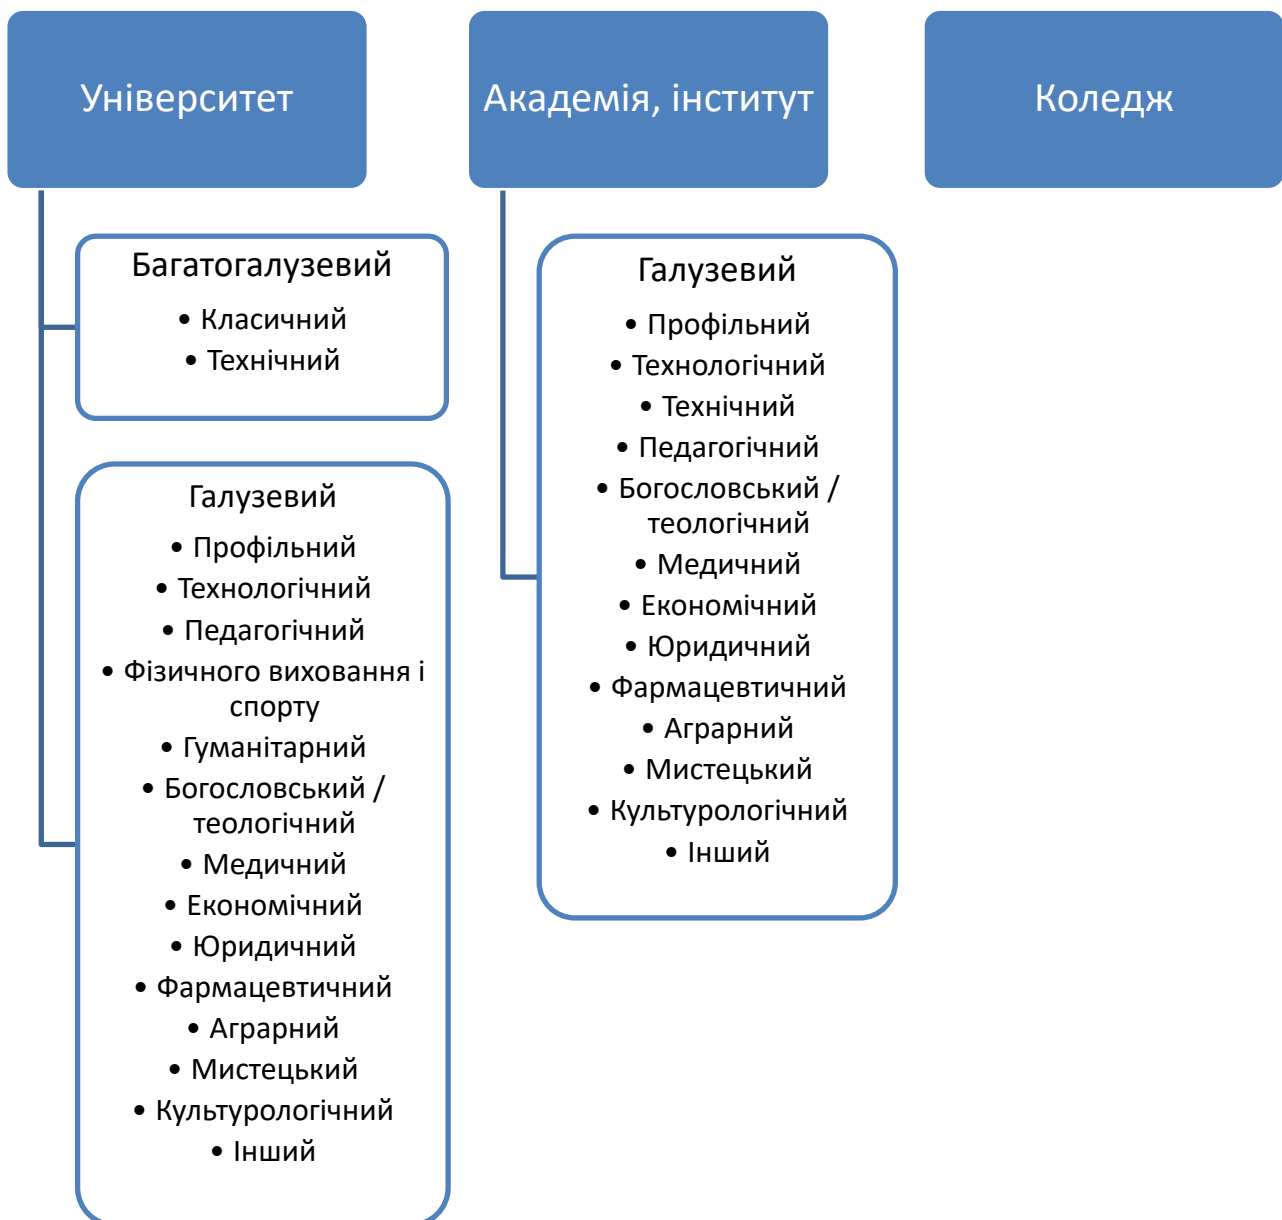 Університет
Академія, інститут
Коледж
Багатогалузевий
• Класичний
• Технічний
Галузевий
• Профільний
• Технологічний
• Педагогічний
• Фізичного виховання і
спорту
• Гуманітарний
• Богословський /
теологічний
• Медичний
• Економічний
• Юридичний
• Фармацевтичний
• Аграрний
• Мистецький
• Культурологічний
• Інший
Галузевий
• Профільний
• Технологічний
• Технічний
• Педагогічний
• Богословський /
теологічний
• Медичний
• Економічний
• Юридичний
• Фармацевтичний
• Аграрний
• Мистецький
• Культурологічний
• Інший